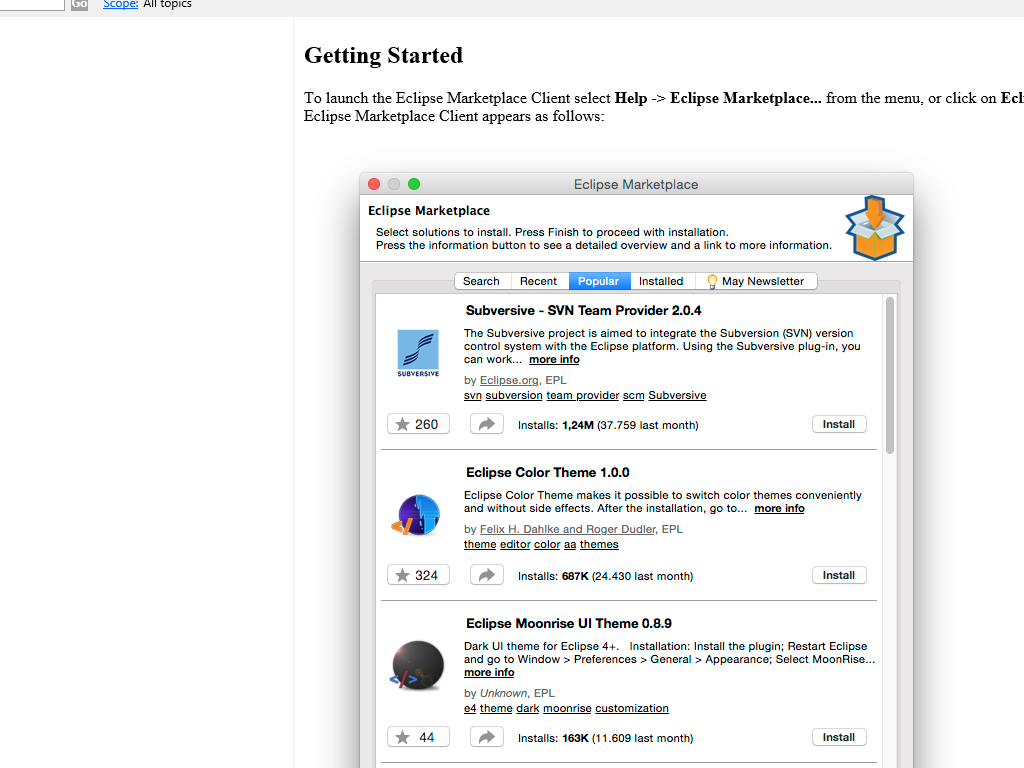 Go Scope: All topics
Getting Started
To launch the Eclipse Marketplace Client select Help -> Eclipse Marketplace... from the menu, or click on
Eclipse Marketplace Client appears as follows:
Eclipse Marketplace
Eclipse Marketplace
Select solutions to install. Press Finish to proceed with installation.
Press the information button to see a detailed overview and a link to more information.
Search Recent Popular Installed May Newsletter
Subversive - SVN Team Provider 2.0.4
The Subversive project is aimed to integrate the Subversion (SVN) version
control system with the Eclipse platform. Using the Subversive plug-in, you
can work... more info
SUBVERSIVE
by Eclipse.org, EPL
svn subversion team provider scm Subversive
260 Installs: 1,24M (37.759 last month) Install
Eclipse Color Theme 1.0.0
Eclipse Color Theme makes it possible to switch color themes conveniently
and without side effects. After the installation, go to... more info
by Felix H. Dahlke and Roger Dudler, EPL
theme editor color aa themes
324 Installs: 687K (24.430 last month) Install
Eclipse Moonrise UI Theme 0.8.9
Dark UI theme for Eclipse 4+. Installation: Install the plugin; Restart Eclipse
and go to Window > Preferences > General > Appearance; Select MoonRise...
more info
by Unknown, EPL
e4 theme dark moonrise customization
44 Installs: 163K (11.609 last month) Install